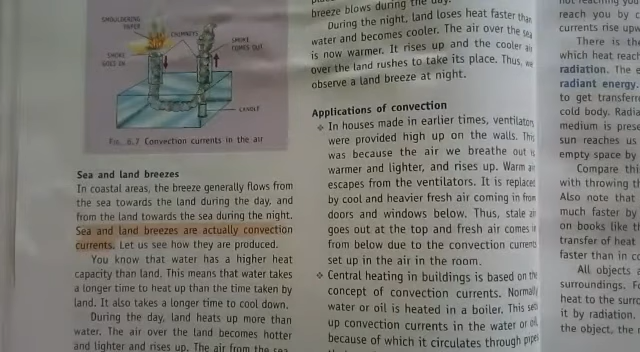 SMOULDERING
PAPER
CHIMNEYS
SMOKE
GOES IN
SMOKE
COMES OUT
CANDLE
FIG. 6.7 Convection currents in the air
Sea and land breezes
In coastal areas, the breeze generally flows from
the sea towards the land during the day, and
from the land towards the sea during the night.
Sea and land breezes are actually convection
currents. Let us see how they are produced.
You know that water has a higher heat
capacity than land. This means that water takes
a longer time to heat up than the time taken by
land. It also takes a longer time to cool down.
During the day, land heats up more than
water. The air over the land becomes hotter
and lighter and rises up. The air from the sea
breeze blows during the day.
During the night, land loses heat faster than
water and becomes cooler. The air over the sea
is now warmer. It rises up and the cooler air
over the land rushes to take its place. Thus, we
observe a land breeze at night.
Applications of convection
In houses made in earlier times, ventilators
were provided high up on the walls. This
was because the air we breathe out is
warmer and lighter, and rises up. Warm air
escapes from the ventilators. It is replaced
by cool and heavier fresh air coming in from
doors and windows below. Thus, stale air
goes out at the top and fresh air comes in
from below due to the convection currents
set up in the air in the room.
Central heating in buildings is based on the
concept of convection currents. Normally
water or oil is heated in a boiler. This sets
up convection currents in the water or oil,
because of which it circulates through pipes
not reaching you
reach you by
currents rise upw
There is the
which heat reach
radiation. The e
radiant energy.
to get transferre
cold body. Radia
medium is presen
sun reaches us
empty space by
Compare this
with throwing t
Also note that
much faster by
on books like th
transfer of heat
faster than in co
All objects a
surroundings. Fo
heat to the surr
it by radiation.
the object, the r